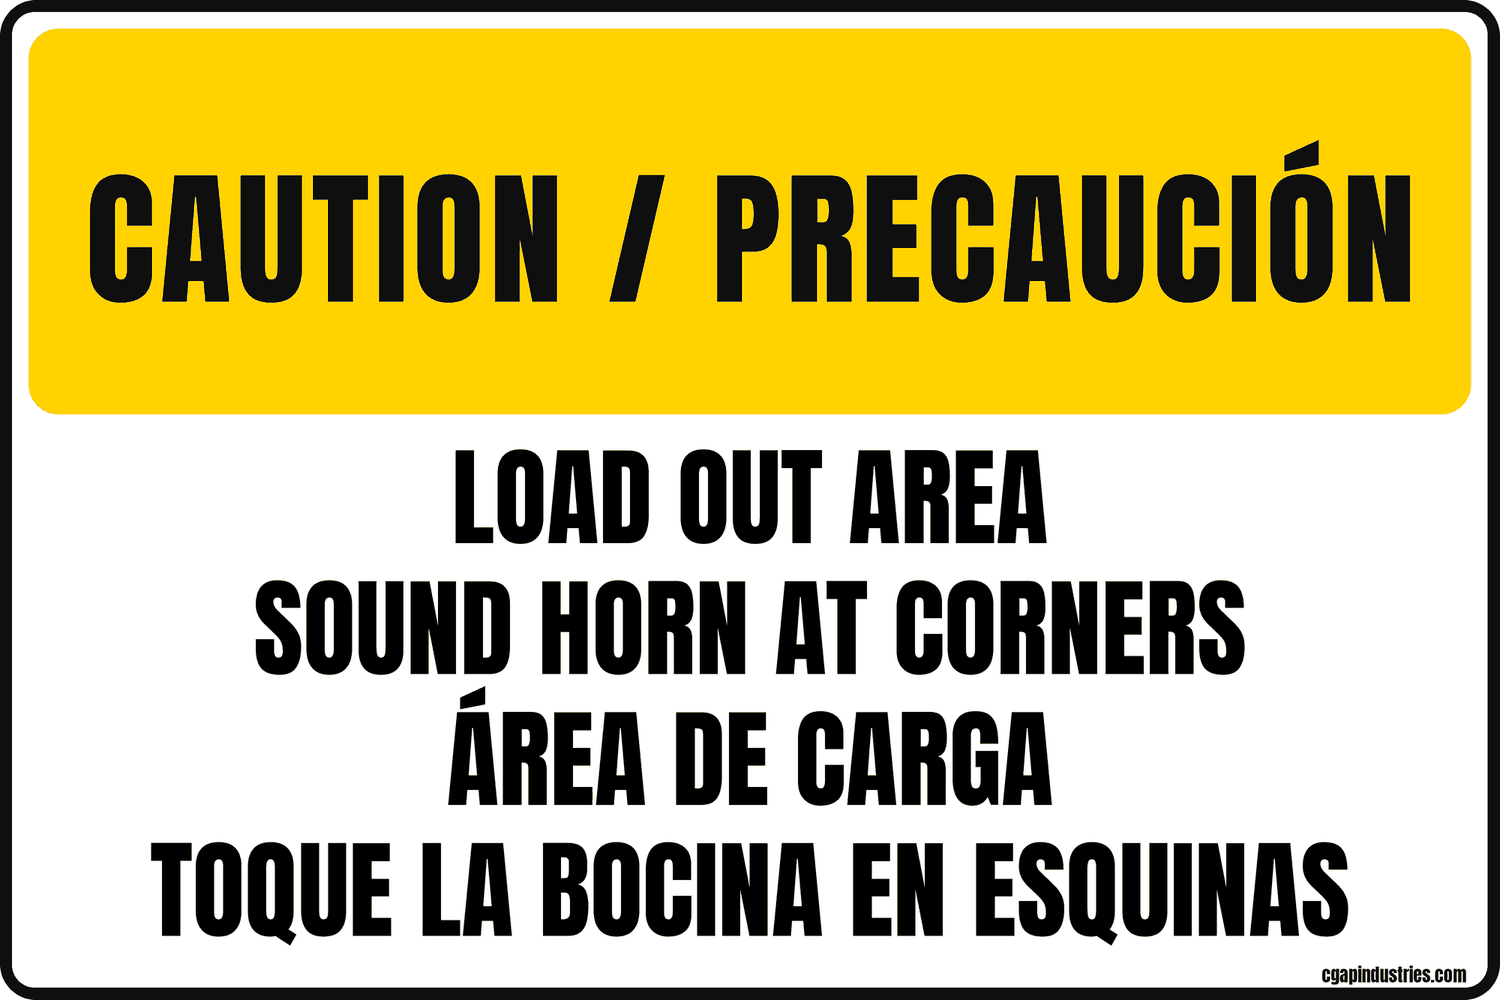 CAUTION / PRECAUCIÓN
LOAD OUT AREA
SOUND HORN AT CORNERS
ÁREA DE CARGA
TOQUE LA BOCINA EN ESQUINAS
cgapindustries.com